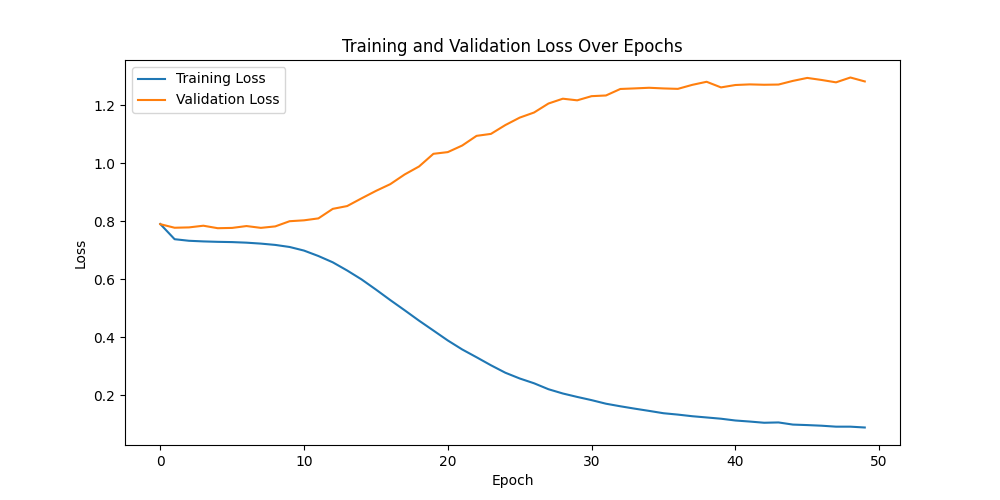 Training and Validation Loss Over Epochs
Training Loss
Validation Loss
1.2
1.0
0.8
0.6
0.4
0.2
Loss
0 10 20 30 40 50
Epoch